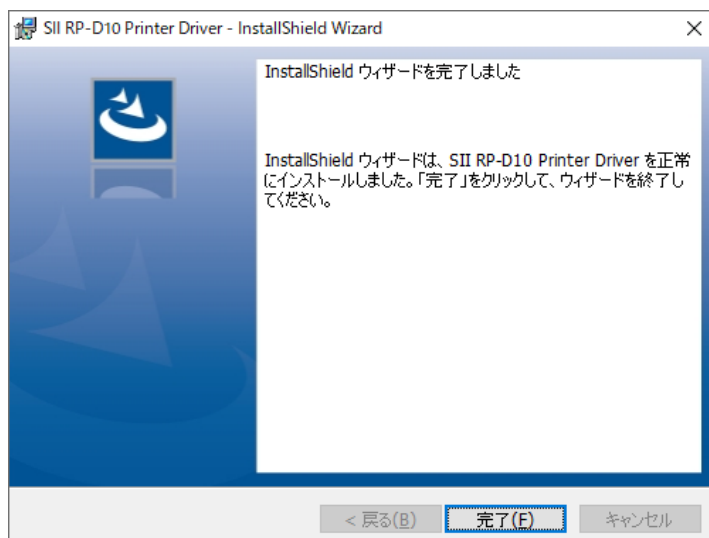 SII RP-D10 Printer Driver - InstallShield Wizard
InstallShield ウィザードを完了しました
InstallShield ウィザードは、SII RP-D10 Printer Driver を正常
にインストールしました。「完了」をクリックして、ウィザードを終了し
てください。
< 戻る(B)
完了(F)
キャンセル